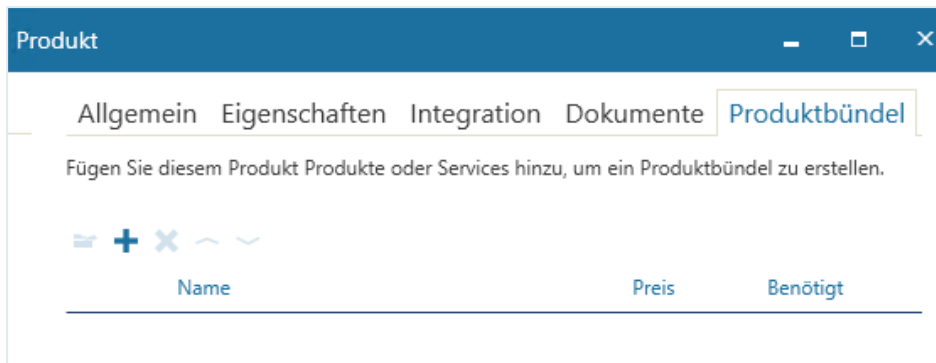 Produkt
Allgemein Eigenschaften Integration Dokumente Produktbündel
Fügen Sie diesem Produkt Produkte oder Services hinzu, um ein Produktbündel zu erstellen.
Name Preis Benötigt